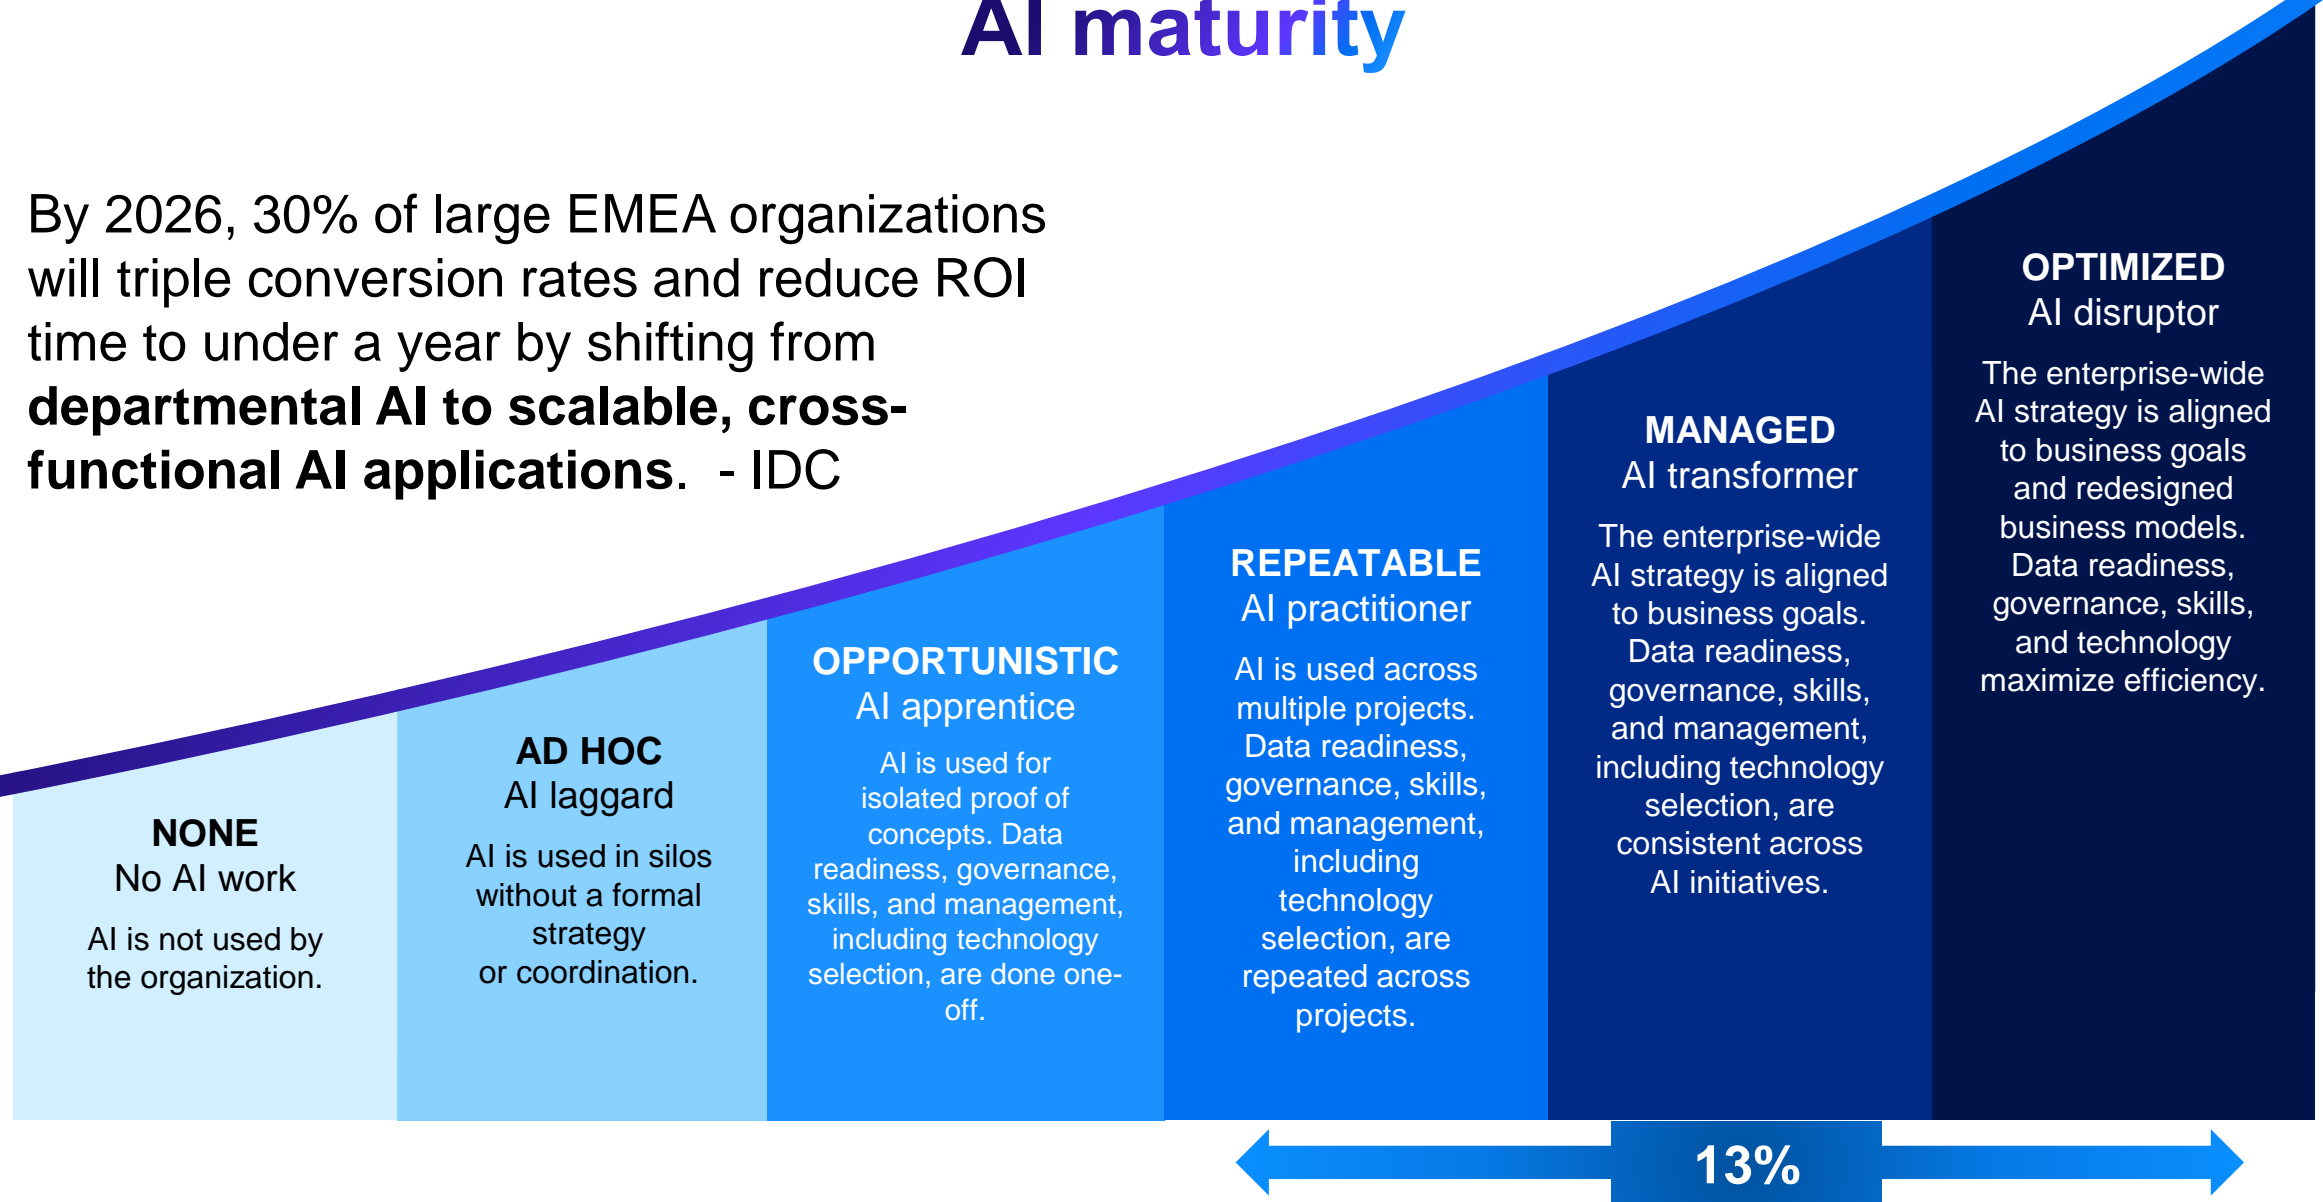 AI maturity
By 2026, 30% of large EMEA organizations
will triple conversion rates and reduce ROI
time to under a year by shifting from
departmental AI to scalable, cross-
functional AI applications.  - IDC
NONE
No AI work
AI is not used by
the organization.
AD HOC
AI laggard
AI is used in silos
without a formal
strategy
or coordination.
OPPORTUNISTIC
AI apprentice
AI is used for
isolated proof of
concepts. Data
readiness, governance,
skills, and management,
including technology
selection, are done one-
off.
REPEATABLE
AI practitioner
AI is used across
multiple projects.
Data readiness,
governance, skills,
and management,
including
technology
selection, are
repeated across
projects.
MANAGED
AI transformer
The enterprise-wide
AI strategy is aligned
to business goals.
Data readiness,
governance, skills,
and management,
including technology
selection, are
consistent across
AI initiatives.
OPTIMIZED
AI disruptor
The enterprise-wide
AI strategy is aligned
to business goals
and redesigned
business models.
Data readiness,
governance, skills,
and technology
maximize efficiency.
13%